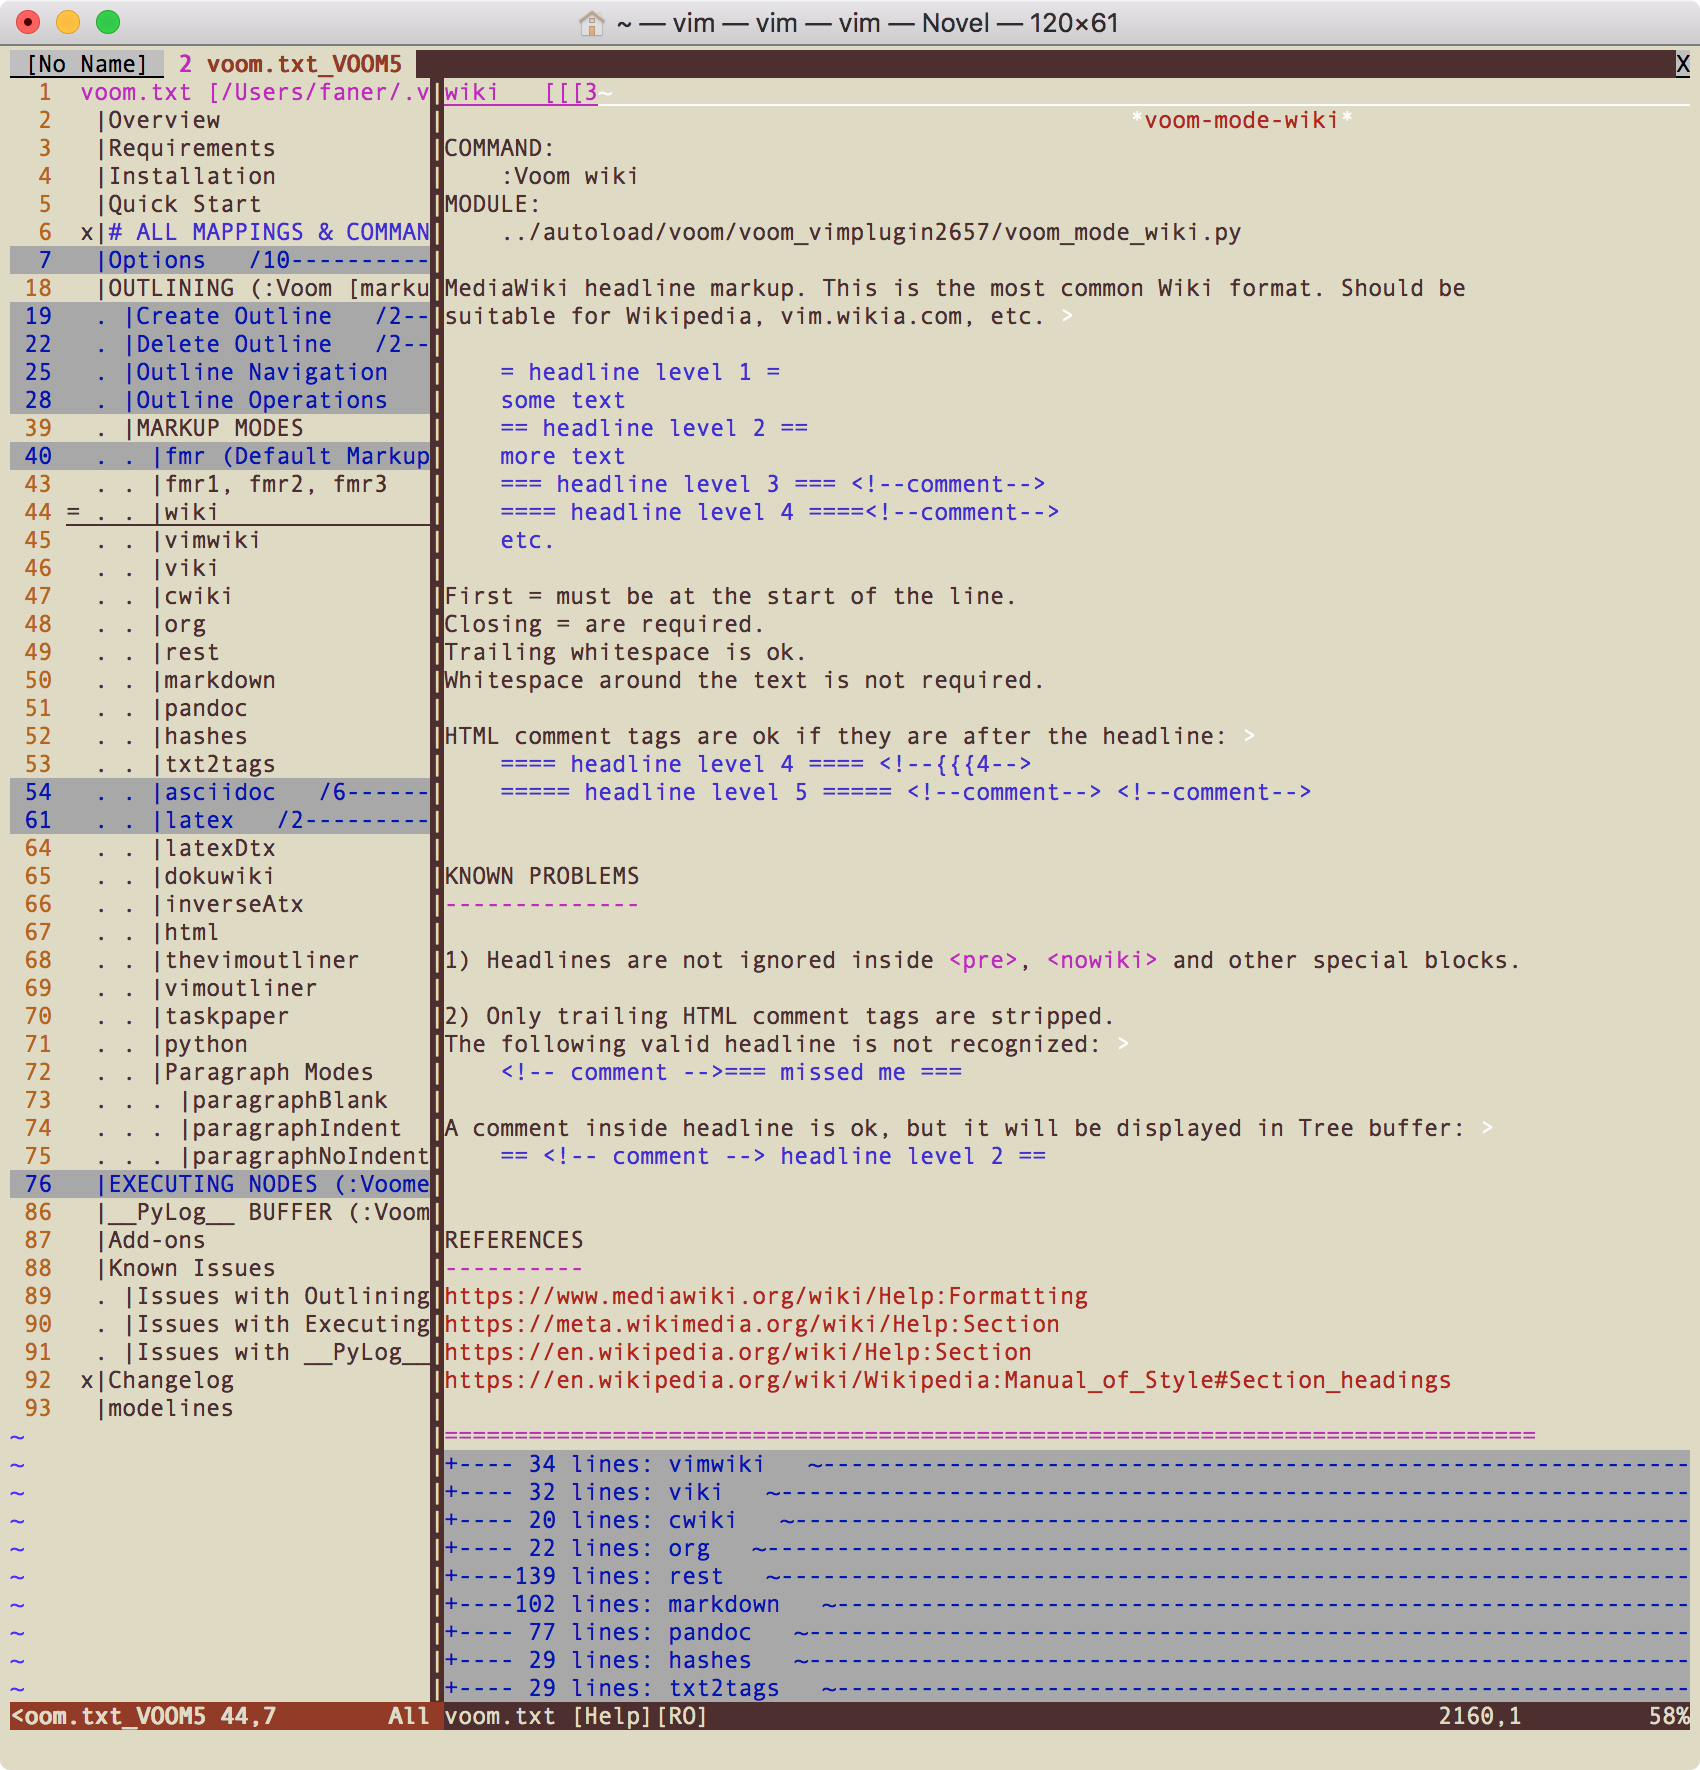 ~ — vim — vim — vim — Novel — 120×61
[No Name]  2 voom.txt_VOOM5 X
1  voom.txt [/Users/faner/.v
2   |Overview
3   |Requirements
4   |Installation
5   |Quick Start
6  x|# ALL MAPPINGS & COMMAN
7   |Options   /10----------
18   |OUTLINING (:Voom [marku
19   . |Create Outline   /2--
22   . |Delete Outline   /2--
25   . |Outline Navigation
28   . |Outline Operations
39   . |MARKUP MODES
40   . . |fmr (Default Markup
43   . . |fmr1, fmr2, fmr3
44 = . . |wiki
45   . . |vimwiki
46   . . |viki
47   . . |cwiki
48   . . |org
49   . . |rest
50   . . |markdown
51   . . |pandoc
52   . . |hashes
53   . . |txt2tags
54   . . |asciidoc   /6------
61   . . |latex   /2---------
64   . . |latexDtx
65   . . |dokuwiki
66   . . |inverseAtx
67   . . |html
68   . . |thevimoutliner
69   . . |vimoutliner
70   . . |taskpaper
71   . . |python
72   . . |Paragraph Modes
73   . . . |paragraphBlank
74   . . . |paragraphIndent
75   . . . |paragraphNoIndent
76   |EXECUTING NODES (:Voome
86   |__PyLog__ BUFFER (:Voom
87   |Add-ons
88   |Known Issues
89   . |Issues with Outlining
90   . |Issues with Executing
91   . |Issues with __PyLog__
92  x|Changelog
93   |modelines
~
~
~
~
~
~
~
~
~
~
<oom.txt_VOOM5 44,7        All
wiki   [[[3~
*voom-mode-wiki*
COMMAND:
    :Voom wiki
MODULE:
    ../autoload/voom/voom_vimplugin2657/voom_mode_wiki.py
MediaWiki headline markup. This is the most common Wiki format. Should be
suitable for Wikipedia, vim.wikia.com, etc. >
    = headline level 1 =
    some text
    == headline level 2 ==
    more text
    === headline level 3 === <!--comment-->
    ==== headline level 4 ====<!--comment-->
    etc.
First = must be at the start of the line.
Closing = are required.
Trailing whitespace is ok.
Whitespace around the text is not required.
HTML comment tags are ok if they are after the headline: >
    ==== headline level 4 ==== <!--{{{4-->
    ===== headline level 5 ===== <!--comment--> <!--comment-->
KNOWN PROBLEMS
--------------
1) Headlines are not ignored inside <pre>, <nowiki> and other special blocks.
2) Only trailing HTML comment tags are stripped.
The following valid headline is not recognized: >
    <!-- comment -->=== missed me ===
A comment inside headline is ok, but it will be displayed in Tree buffer: >
    == <!-- comment --> headline level 2 ==
REFERENCES
----------
https://www.mediawiki.org/wiki/Help:Formatting
https://meta.wikimedia.org/wiki/Help:Section
https://en.wikipedia.org/wiki/Help:Section
https://en.wikipedia.org/wiki/Wikipedia:Manual_of_Style#Section_headings
==============================================================================
+---- 34 lines: vimwiki   ~--------------------------------------------------------------
+---- 32 lines: viki   ~-----------------------------------------------------------------
+---- 20 lines: cwiki   ~----------------------------------------------------------------
+---- 22 lines: org   ~------------------------------------------------------------------
+----139 lines: rest   ~-----------------------------------------------------------------
+----102 lines: markdown   ~-------------------------------------------------------------
+---- 77 lines: pandoc   ~---------------------------------------------------------------
+---- 29 lines: hashes   ~---------------------------------------------------------------
+---- 29 lines: txt2tags   ~-------------------------------------------------------------
voom.txt [Help][RO] 2160,1 58%